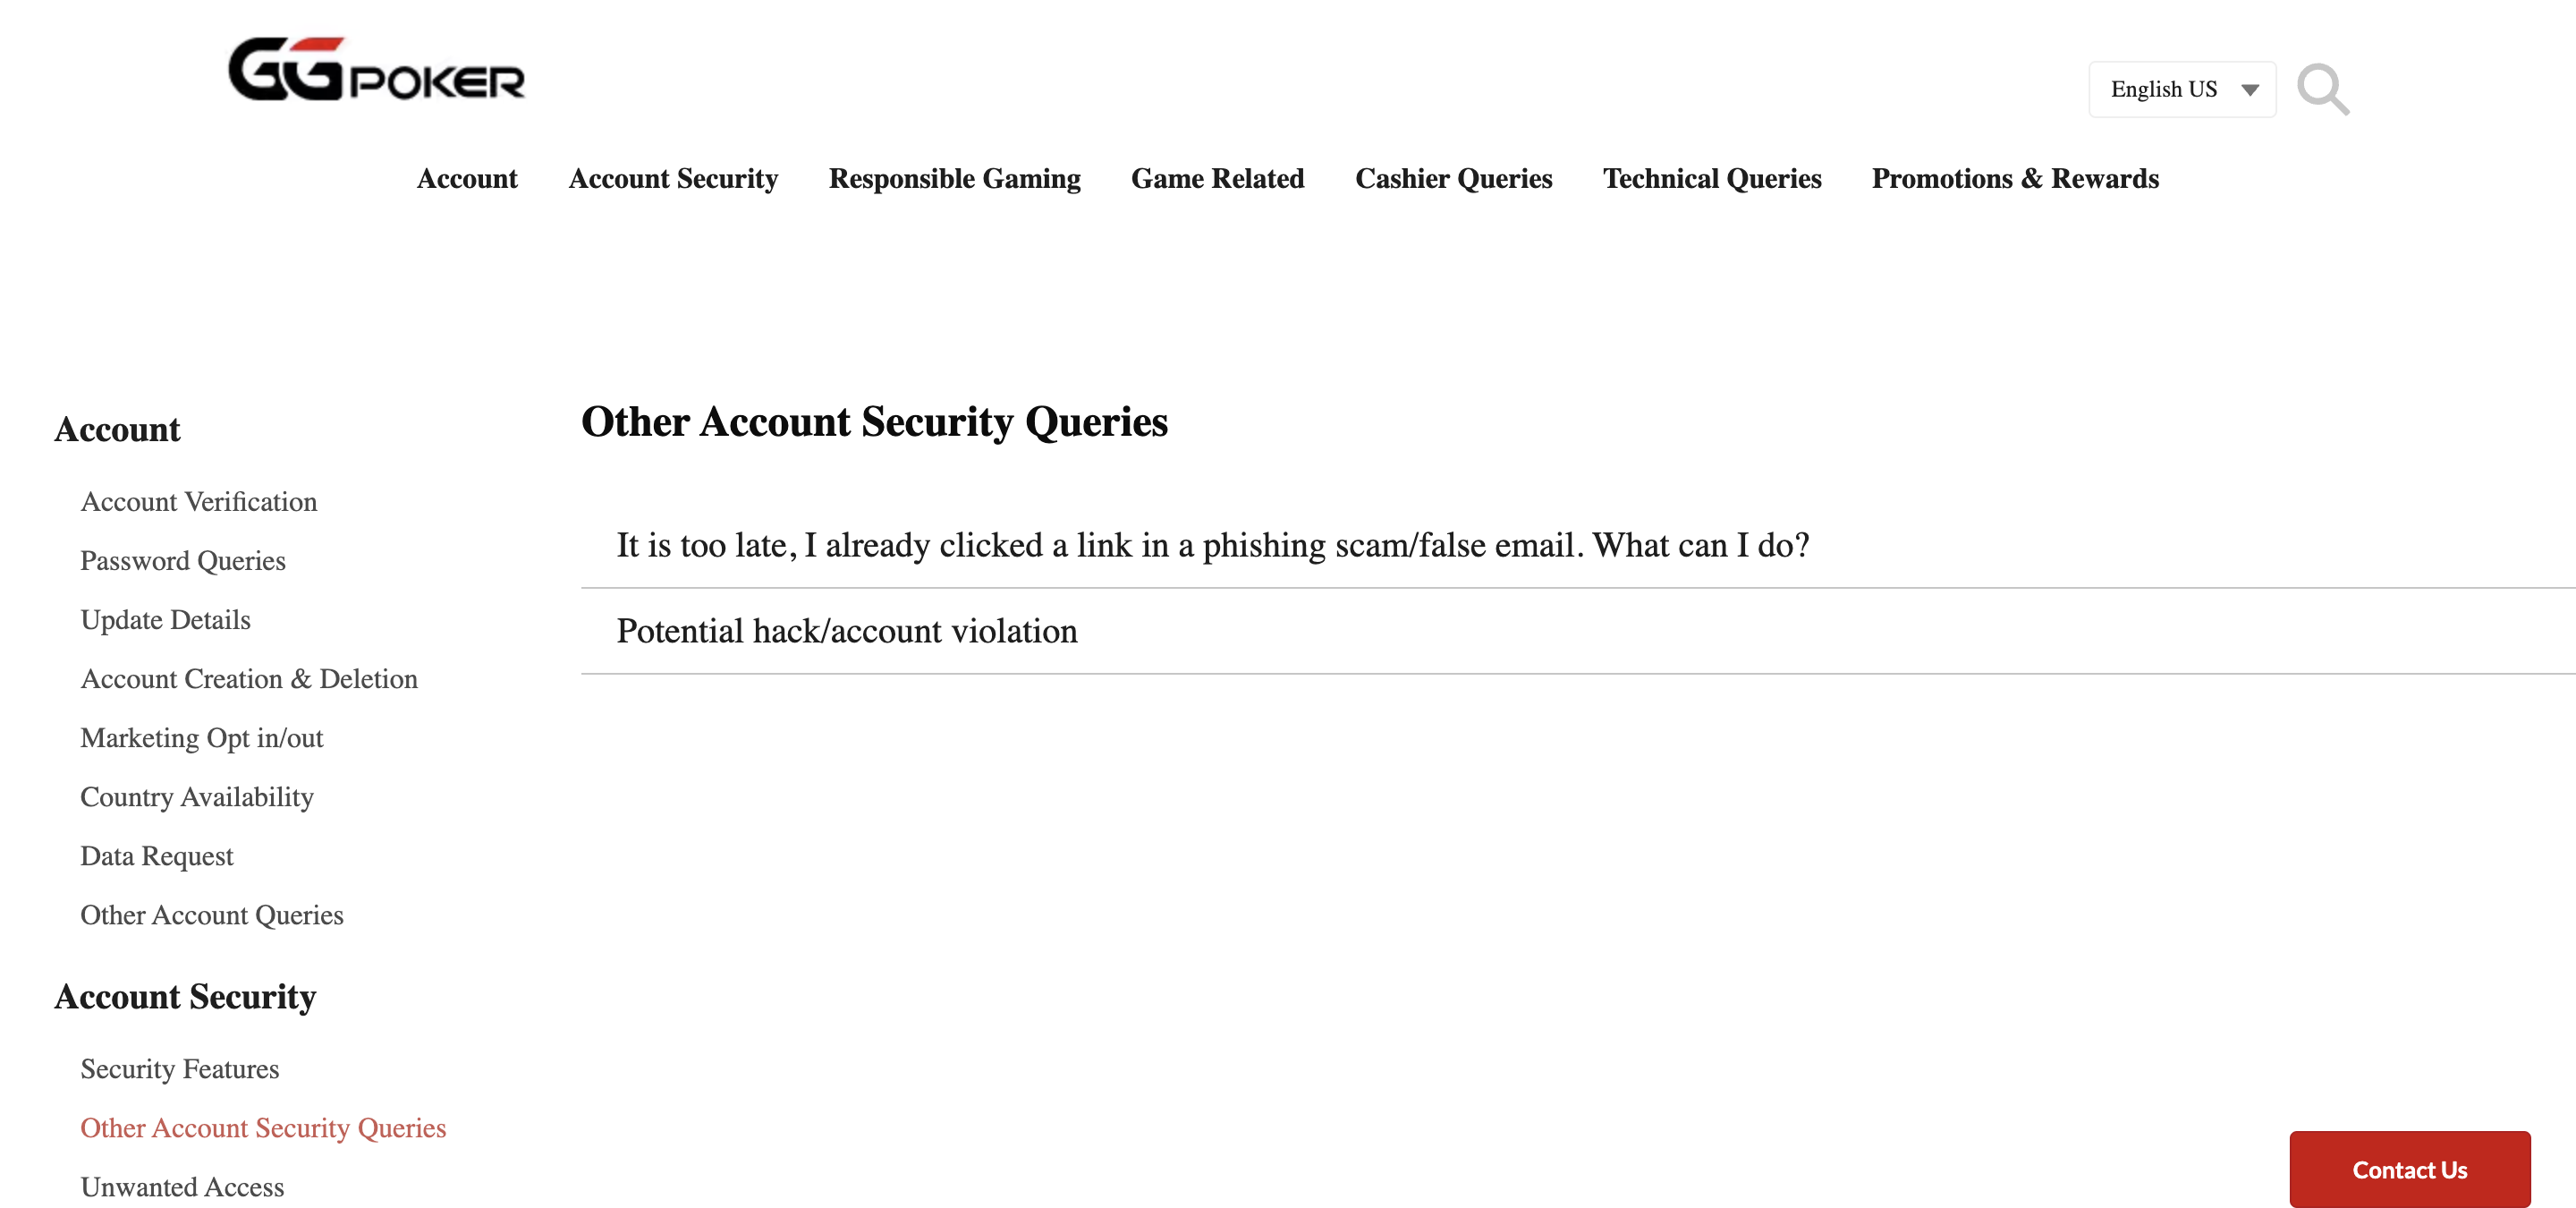 GGPOKER
English US
Account Account Security Responsible Gaming Game Related Cashier Queries Technical Queries Promotions & Rewards
Account
Account Verification
Password Queries
Update Details
Account Creation & Deletion
Marketing Opt in/out
Country Availability
Data Request
Other Account Queries
Account Security
Security Features
Other Account Security Queries
Unwanted Access
Other Account Security Queries
It is too late, I already clicked a link in a phishing scam/false email. What can I do?
Potential hack/account violation
Contact Us